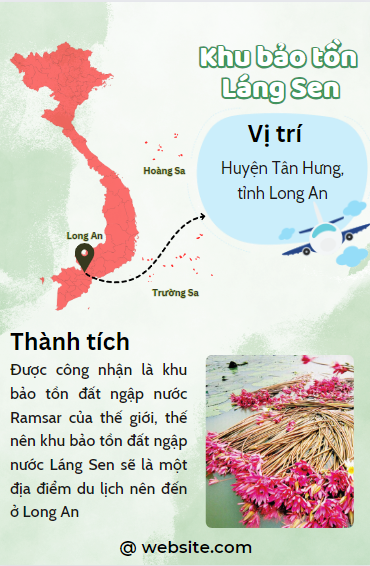 Khu bảo tồn
Láng Sen
Vị trí
Huyện Tân Hưng,
tỉnh Long An
Hoàng Sa
Long An
Trường Sa
Thành tích
Được công nhận là khu
bảo tồn đất ngập nước
Ramsar của thế giới, thế
nên khu bảo tồn đất ngập
nước Láng Sen sẽ là một
địa điểm du lịch nên đến
ở Long An
@ website.com